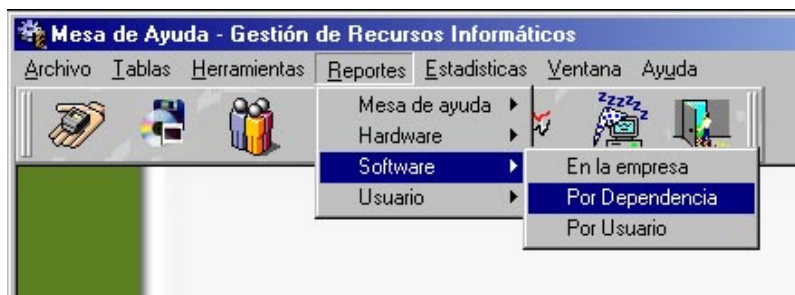 Mesa de Ayuda - Gestión de Recursos Informáticos
Archivo Tablas Herramientas Reportes Estadisticas Ventana Ayuda
Mesa de ayuda
Hardware
Software
Usuario
zzzzz
En la empresa
Por Dependencia
Por Usuario